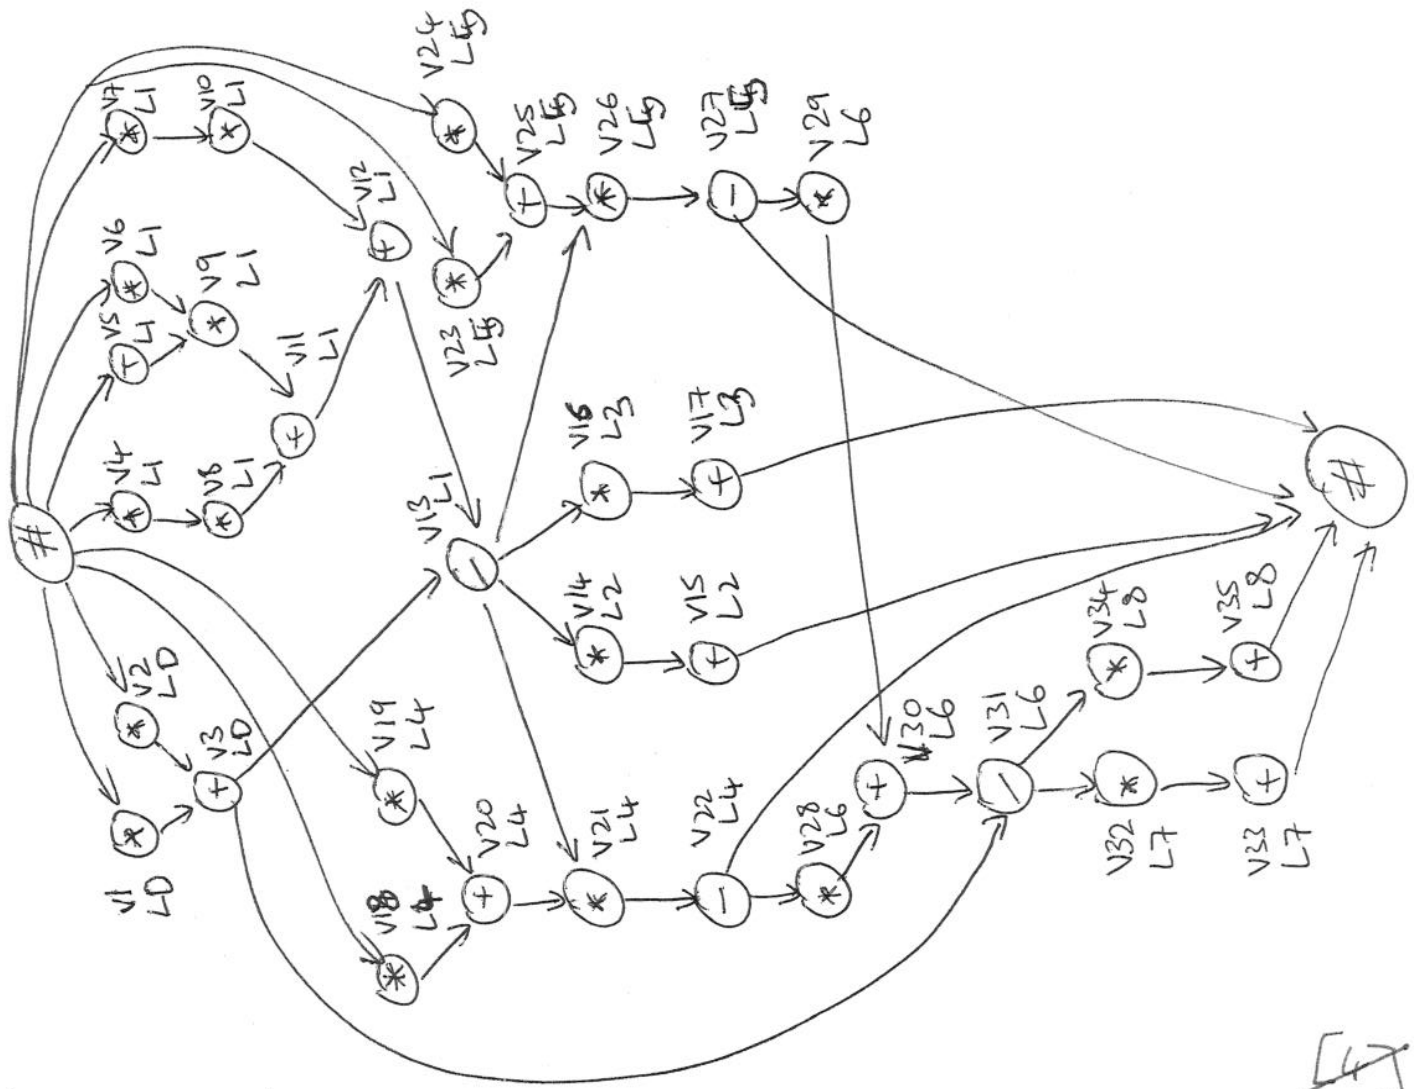 #
V7
L1
*
V10
L1
*
V6
L1
*
V5
L1
+
V9
L1
*
V4
L1
*
V8
L1
*
V11
L1
+
V12
L1
+
V24
L5
*
V23
L5
*
V25
L5
+
V26
L5
*
V27
L5
-
V29
L6
*
V13
L1
/
V16
L3
*
V17
L3
+
V14
L2
*
V15
L2
+
V2
LD
*
V1
LD
*
V3
LD
+
V19
L4
*
V18
L4
*
V20
L4
+
V21
L4
*
V22
L4
-
V28
L6
*
V30
L6
+
V31
L6
/
V34
L8
*
V35
L8
+
V32
L7
*
V33
L7
+
#
[4]